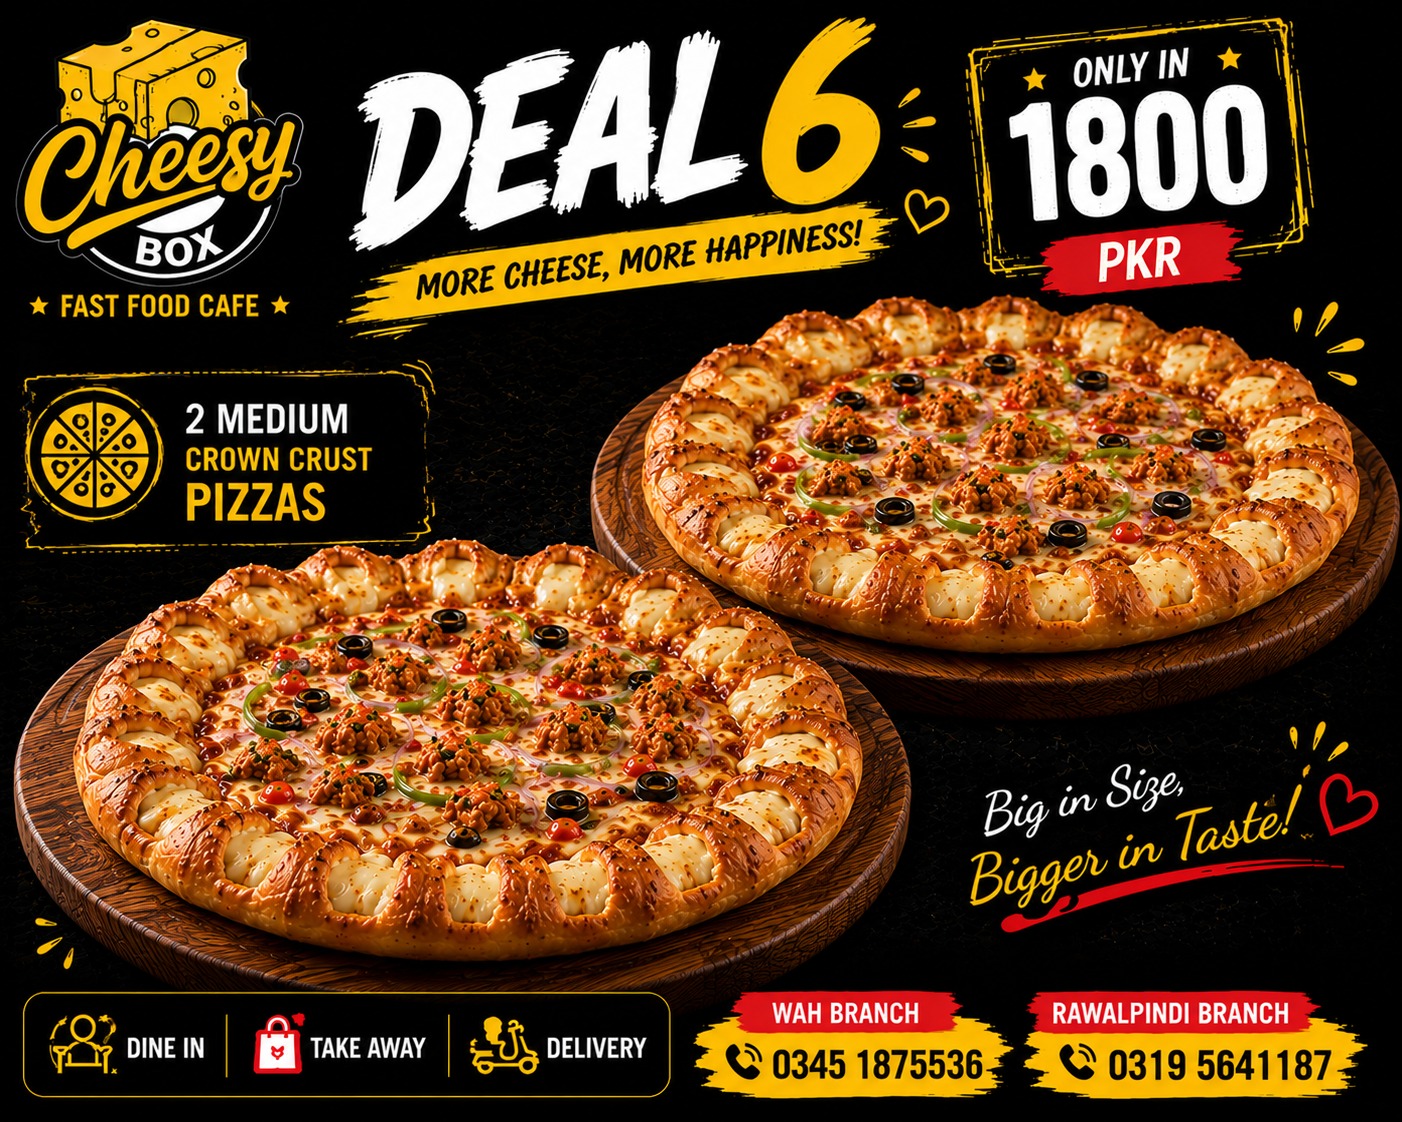 Cheesy
BOX
FAST FOOD CAFE
DEAL 6
MORE CHEESE, MORE HAPPINESS!
ONLY IN
1800
PKR
2 MEDIUM
CROWN CRUST
PIZZAS
Big in Size,
Bigger in Taste!
DINE IN
TAKE AWAY
DELIVERY
WAH BRANCH
0345 1875536
RAWALPINDI BRANCH
0319 5641187